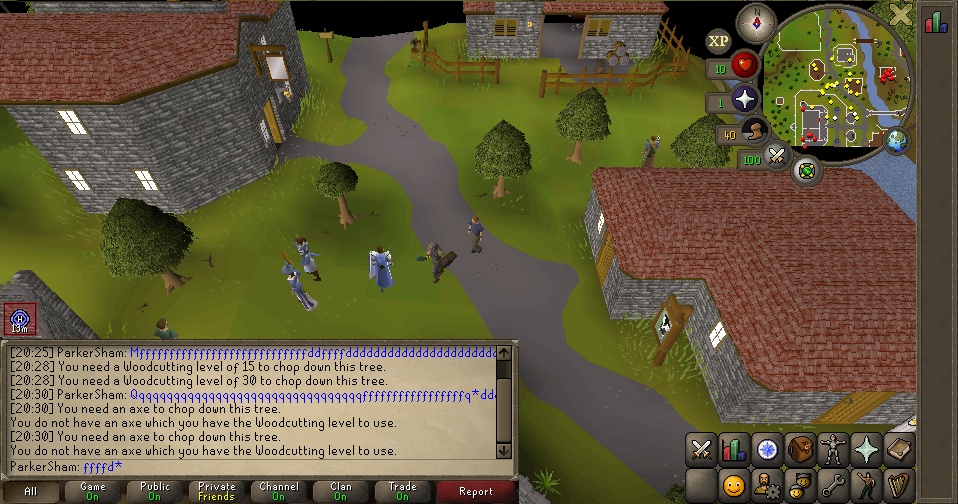 N
XP
10
1
40
100
13m
[20:25] ParkerSham: Mfffffffffffffffffffffffffffffddffffdddddddddddddddddddddddddd
[20:28] You need a Woodcutting level of 15 to chop down this tree.
[20:28] You need a Woodcutting level of 30 to chop down this tree.
[20:30] ParkerSham: Qqqqqqqqqqqqqqqqqqqqqqqqqqqqqqqffffffffffffffffffq*dd
[20:30] You need an axe to chop down this tree.
You do not have an axe which you have the Woodcutting level to use.
[20:30] You need an axe to chop down this tree.
You do not have an axe which you have the Woodcutting level to use.
ParkerSham: ffffd*
All
Game
On
Public
On
Private
Friends
Channel
On
Clan
On
Trade
On
Report